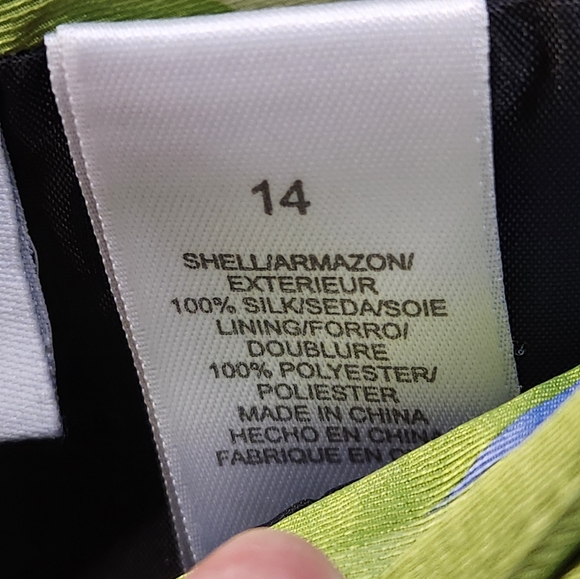 14
SHELL/ARMAZON/
EXTERIEUR
100% SILK/SEDA/SOIE
LINING/FORRO/
DOUBLURE
100% POLYESTER/
POLIESTER
MADE IN CHINA
HECHO EN CHINA
FABRIQUE EN